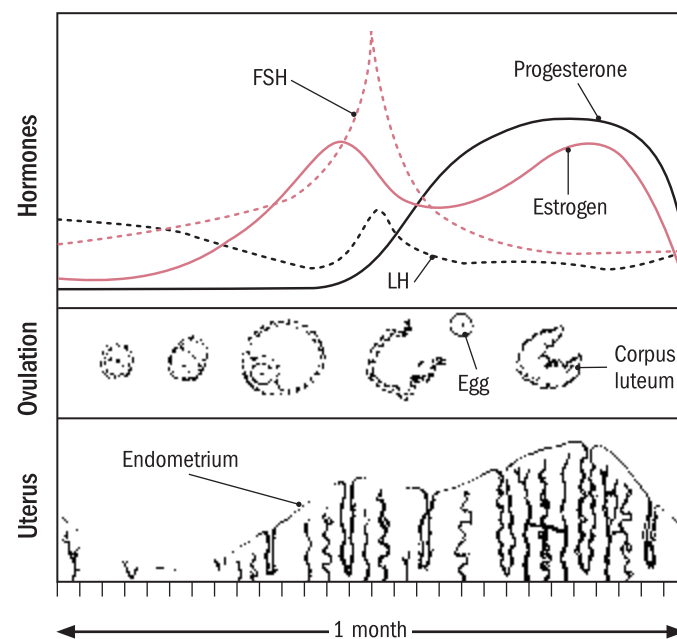 Hormones
FSH
Progesterone
Estrogen
LH
Ovulation
Egg
Corpus
luteum
Uterus
Endometrium
1 month